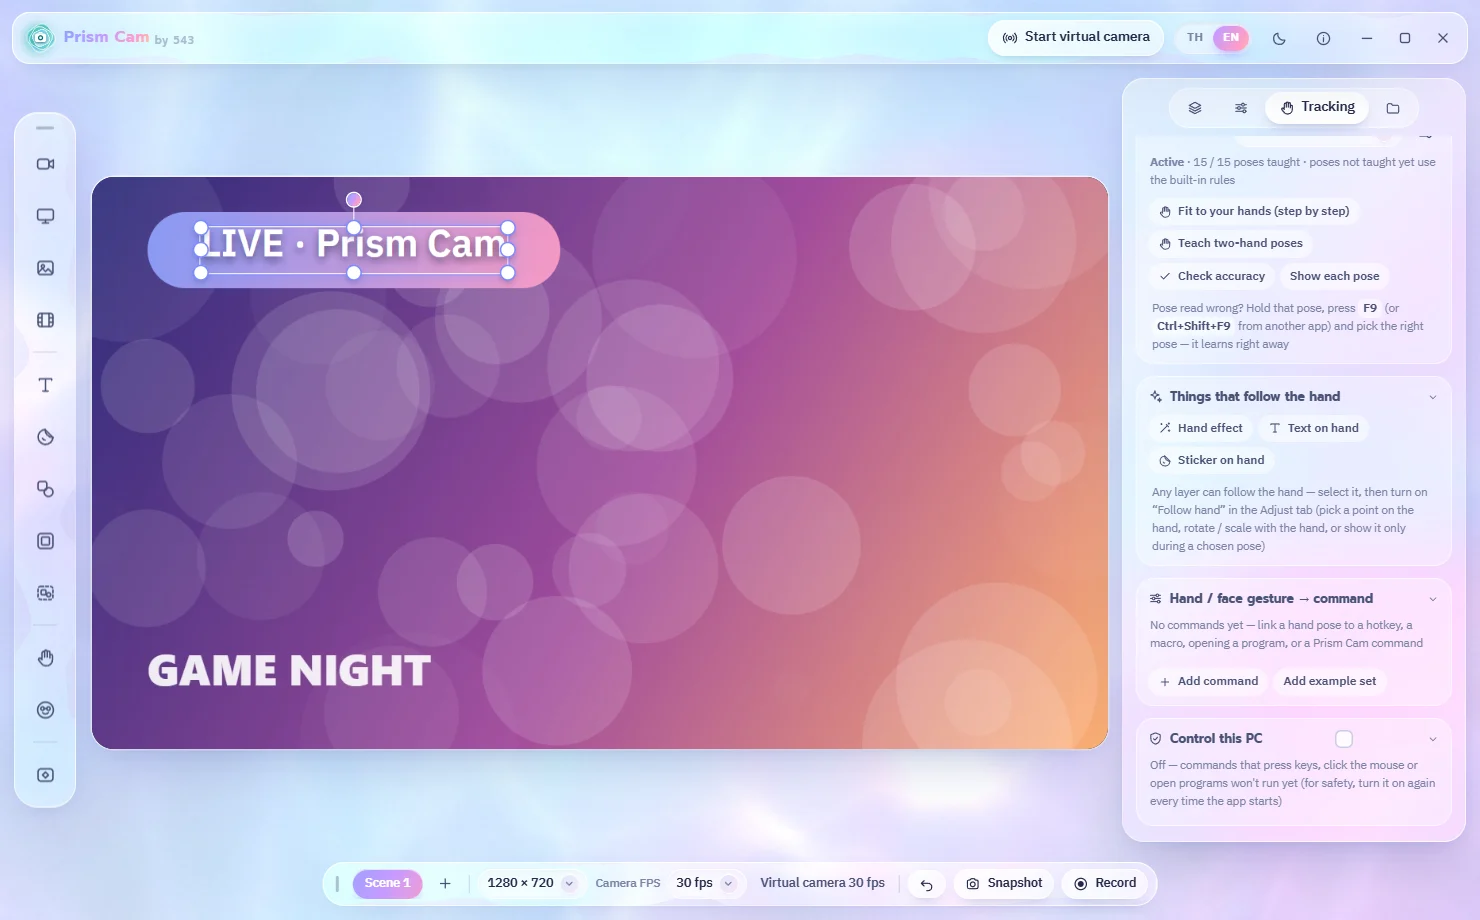 Prism Cam by 543
Start virtual camera
TH EN
Tracking
Active · 15 / 15 poses taught · poses not taught yet use
the built-in rules
Fit to your hands (step by step)
Teach two-hand poses
Check accuracy
Show each pose
Pose read wrong? Hold that pose, press F9 (or
Ctrl+Shift+F9 from another app) and pick the right
pose — it learns right away
Things that follow the hand
Hand effect
Text on hand
Sticker on hand
Any layer can follow the hand — select it, then turn on
“Follow hand” in the Adjust tab (pick a point on the
hand, rotate / scale with the hand, or show it only
during a chosen pose)
Hand / face gesture → command
No commands yet — link a hand pose to a hotkey, a
macro, opening a program, or a Prism Cam command
Add command
Add example set
Control this PC
Off — commands that press keys, click the mouse or
open programs won't run yet (for safety, turn it on again
every time the app starts)
LIVE · Prism Cam
GAME NIGHT
Scene 1
1280 × 720
Camera FPS
30 fps
Virtual camera 30 fps
Snapshot
Record